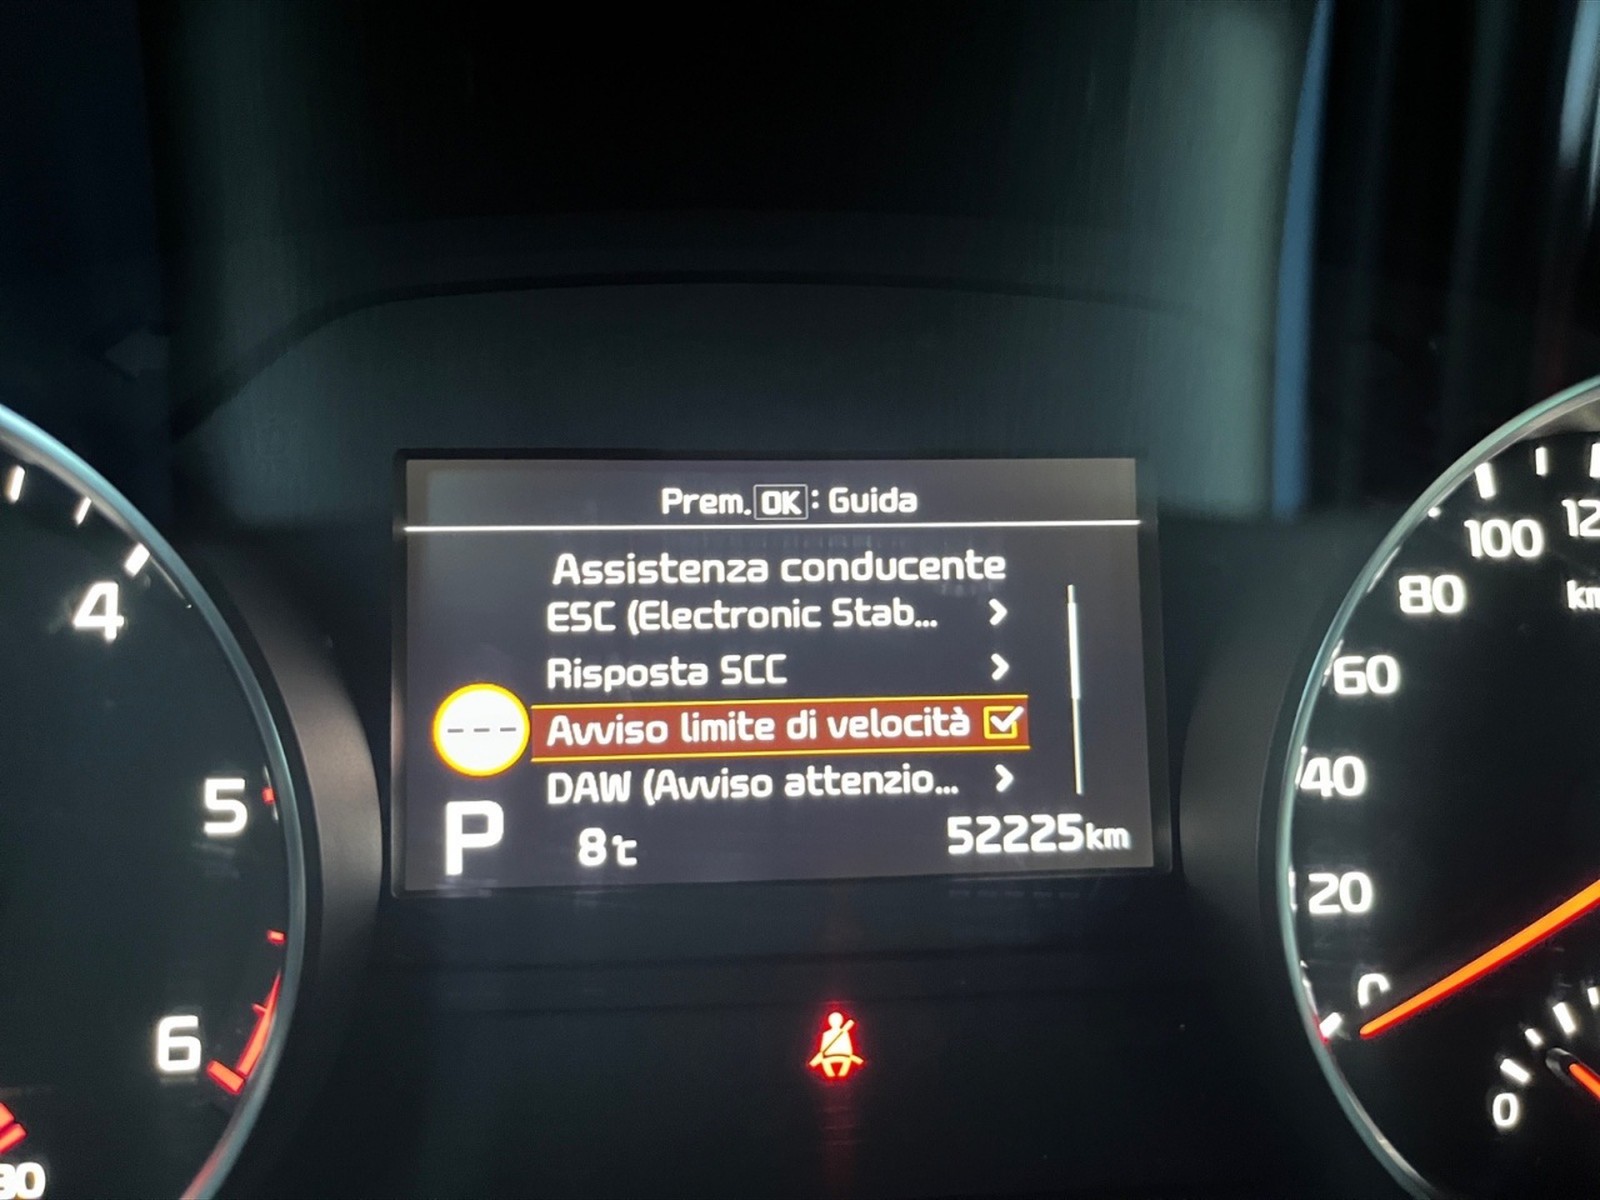 Prem. OK : Guida
Assistenza conducente
ESC (Electronic Stab...
Risposta SCC
Avviso limite di velocità
---
DAW (Avviso attenzio...
P
8℃
52225km
4
5
6
0
20
40
60
80
100
0